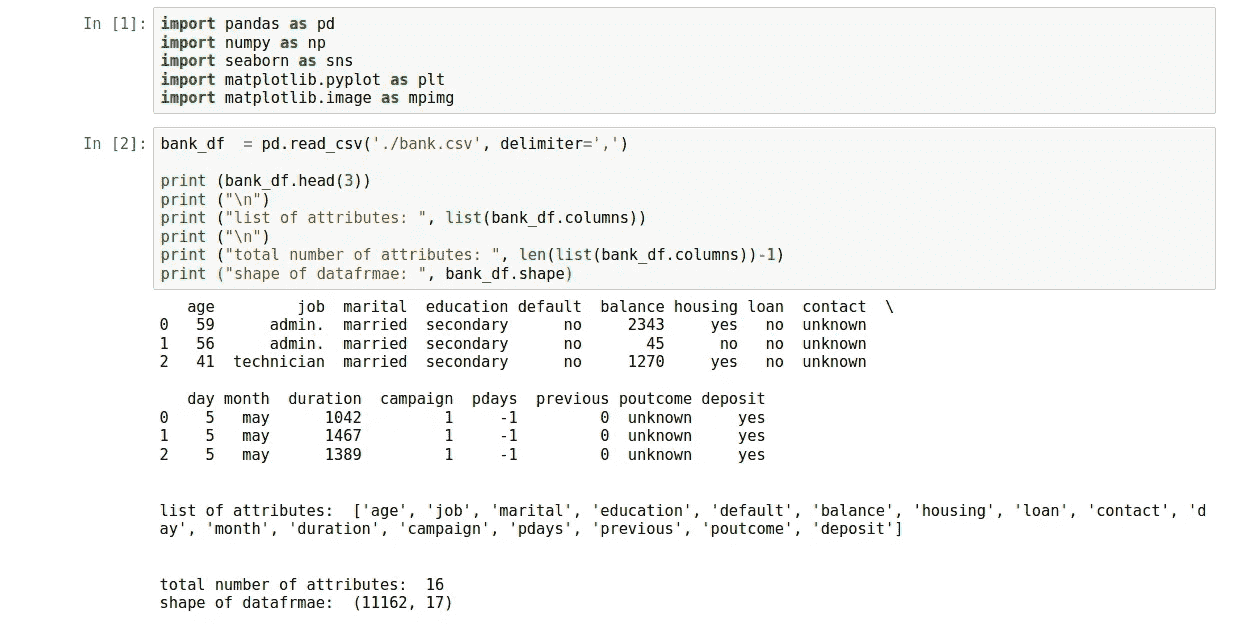 In [1]: import pandas as pd
import numpy as np
import seaborn as sns
import matplotlib.pyplot as plt
import matplotlib.image as mpimg
In [2]: bank_df  = pd.read_csv('./bank.csv', delimiter=',')
print (bank_df.head(3))
print ("\n")
print ("list of attributes: ", list(bank_df.columns))
print ("\n")
print ("total number of attributes: ", len(list(bank_df.columns))-1)
print ("shape of datafrmae: ", bank_df.shape)
   age         job  marital  education default  balance housing loan  contact  \
0   59      admin.  married  secondary      no     2343     yes   no  unknown
1   56      admin.  married  secondary      no       45      no   no  unknown
2   41  technician  married  secondary      no     1270     yes   no  unknown
   day month  duration  campaign  pdays  previous poutcome deposit
0    5   may      1042         1     -1         0  unknown     yes
1    5   may      1467         1     -1         0  unknown     yes
2    5   may      1389         1     -1         0  unknown     yes
list of attributes:  ['age', 'job', 'marital', 'education', 'default', 'balance', 'housing', 'loan', 'contact', 'd
ay', 'month', 'duration', 'campaign', 'pdays', 'previous', 'poutcome', 'deposit']
total number of attributes:  16
shape of datafrmae:  (11162, 17)